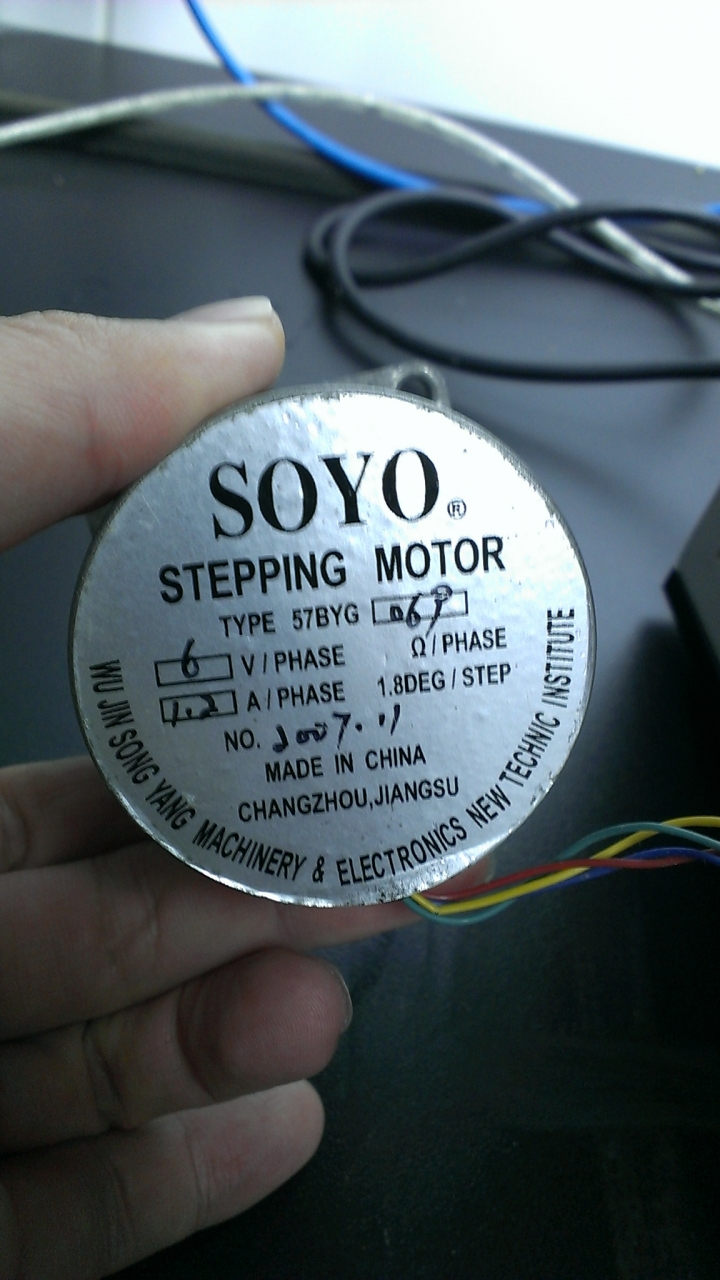 SOYO®
STEPPING MOTOR
TYPE 57BYG
6 V/PHASE Ω/PHASE
1.2 A/PHASE 1.8DEG/STEP
NO. 2007.11
MADE IN CHINA
CHANGZHOU,JIANGSU
WU JIN SONG YANG MACHINERY & ELECTRONICS NEW TECHNIC INSTITUTE